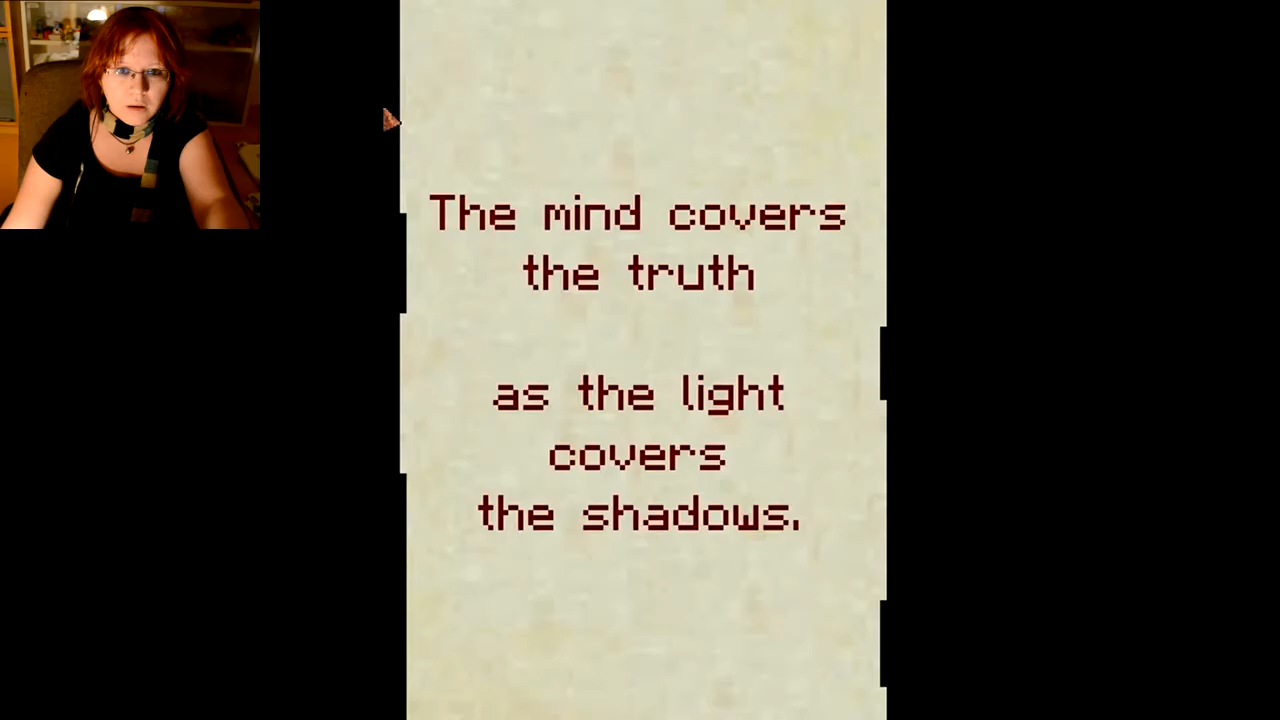 The mind covers
the truth
as the light
covers
the shadows.